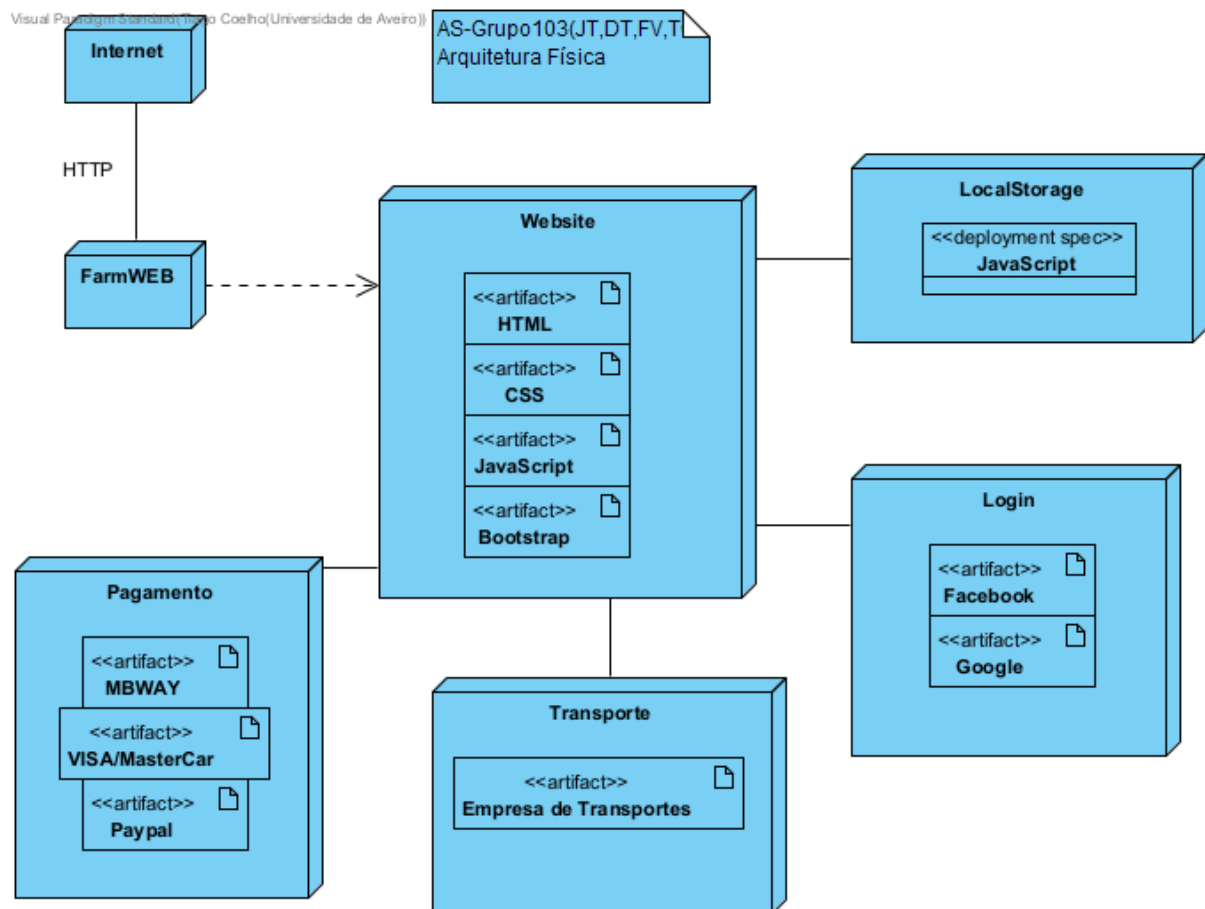 Visual Paradigm Standard(Tiago Coelho(Universidade de Aveiro))
Internet
AS-Grupo103(JT,DT,FV,T
Arquitetura Física
HTTP
FarmWEB
Website
<<artifact>>
HTML
<<artifact>>
CSS
<<artifact>>
JavaScript
<<artifact>>
Bootstrap
LocalStorage
<<deployment spec>>
JavaScript
Login
<<artifact>>
Facebook
<<artifact>>
Google
Pagamento
<<artifact>>
MBWAY
<<artifact>>
VISA/MasterCar
<<artifact>>
Paypal
Transporte
<<artifact>>
Empresa de Transportes